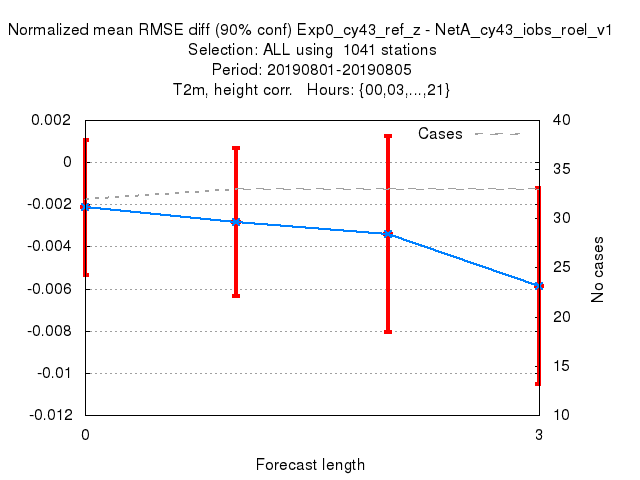 Normalized mean RMSE diff (90% conf) Exp0_cy43_ref_z - NetA_cy43_iobs_roel_v1
Selection: ALL using  1041 stations
Period: 20190801-20190805
T2m, height corr.   Hours: {00,03,...,21}
Cases
0.002
0
-0.002
-0.004
-0.006
-0.008
-0.01
-0.012
40
35
30
25
20
15
10
No cases
0
3
Forecast length